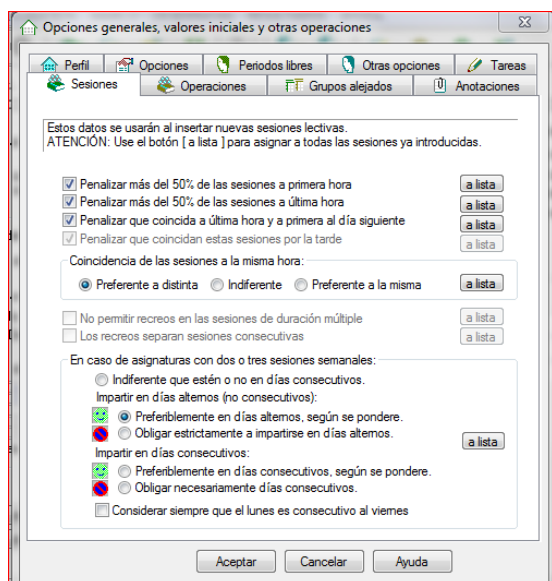 Opciones generales, valores iniciales y otras operaciones
Perfil Opciones Periodos libres Otras opciones Tareas
Sesiones Operaciones Grupos alejados Anotaciones
Estos datos se usarán al insertar nuevas sesiones lectivas.
ATENCIÓN: Use el botón [ a lista ] para asignar a todas las sesiones ya introducidas.
Penalizar más del 50% de las sesiones a primera hora a lista
Penalizar más del 50% de las sesiones a última hora a lista
Penalizar que coincida a última hora y a primera al día siguiente a lista
Penalizar que coincidan estas sesiones por la tarde a lista
Coincidencia de las sesiones a la misma hora:
Preferente a distinta Indiferente Preferente a la misma a lista
No permitir recreos en las sesiones de duración múltiple a lista
Los recreos separan sesiones consecutivas a lista
En caso de asignaturas con dos o tres sesiones semanales:
Indiferente que estén o no en días consecutivos.
Impartir en días alternos (no consecutivos):
Preferiblemente en días alternos, según se pondere.
Obligar estrictamente a impartirse en días alternos.
a lista
Impartir en días consecutivos:
Preferiblemente en días consecutivos, según se pondere.
Obligar necesariamente días consecutivos.
Considerar siempre que el lunes es consecutivo al viernes
Aceptar Cancelar Ayuda